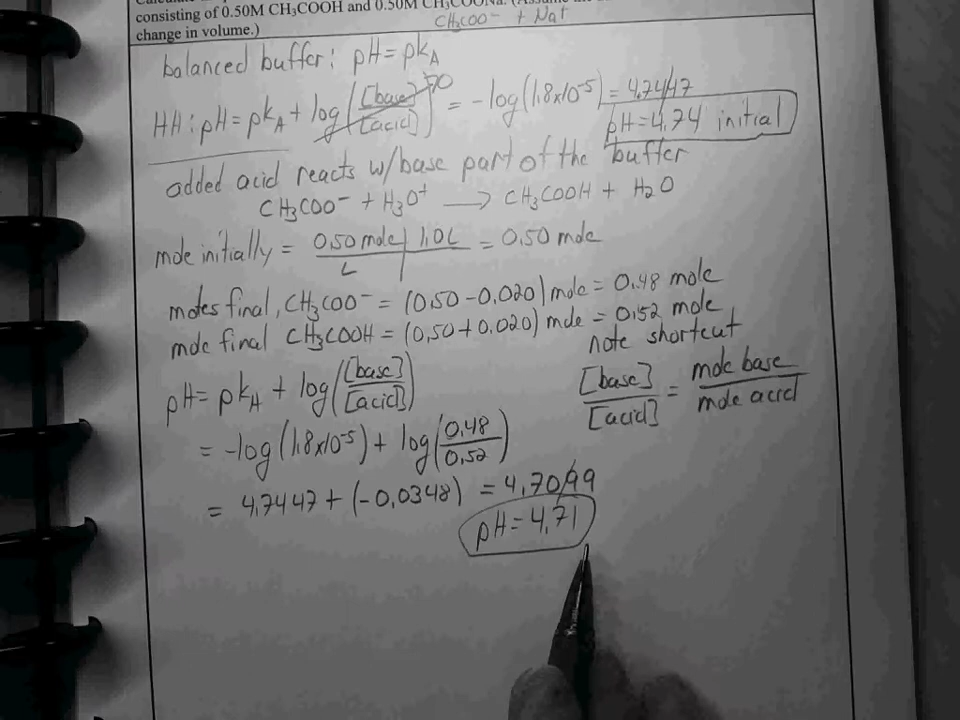 consisting of 0.50M CH₃COOH and 0.50M CH₃COONa. (Assume
CH₃COO⁻ + Na⁺
change in volume.)
balanced buffer: pH = pkA
HH: pH = pkA + log([base]/[acid]) = -log(1.8x10⁻⁵) = 4.7447
pH = 4.74 initial
added acid reacts w/base part of the buffer
CH₃COO⁻ + H₃O⁺ → CH₃COOH + H₂O
mole initially = 0.50 mole/L | 1.0L = 0.50 mole
moles final, CH₃COO⁻ = (0.50-0.020) mole = 0.48 mole
mole final CH₃COOH = (0.50+0.020) mole = 0.52 mole
note shortcut
pH = pkA + log([base]/[acid])
[base]/[acid] = mole base/mole acid
= -log(1.8x10⁻⁵) + log(0.48/0.52)
= 4.7447 + (-0.0348) = 4.7099
pH = 4.71